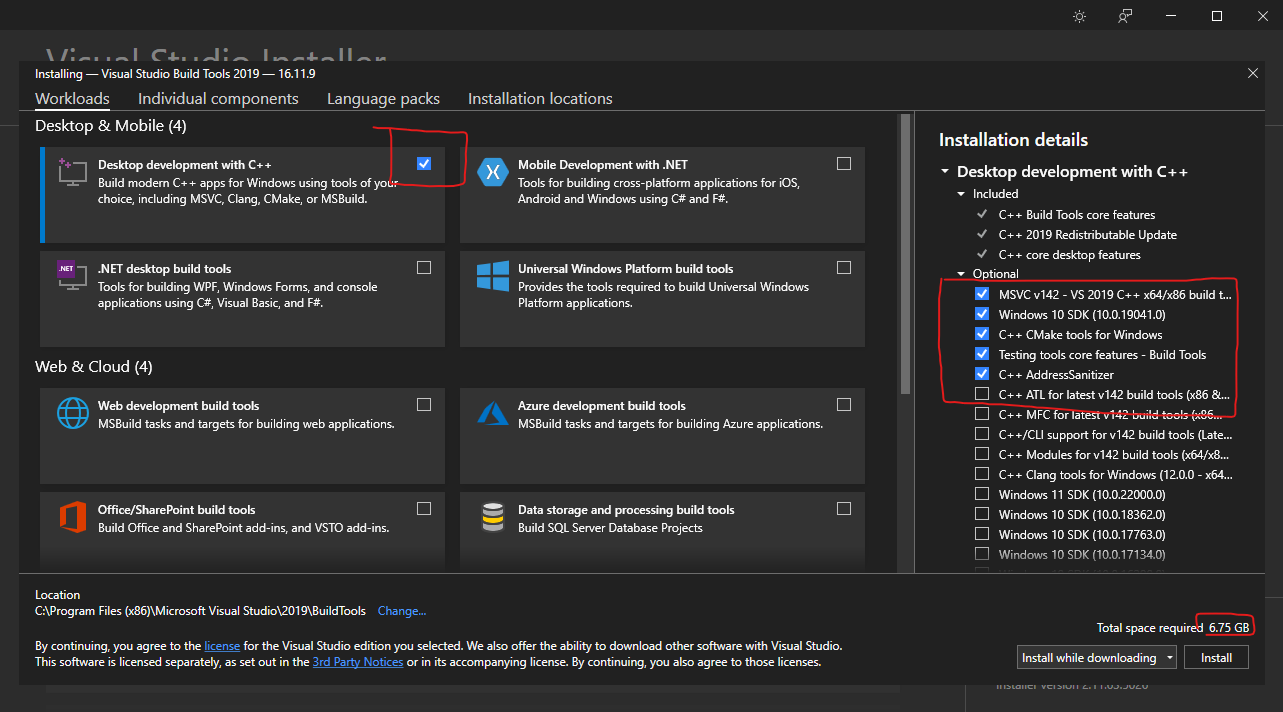 Visual Studio Installer
Installing — Visual Studio Build Tools 2019 — 16.11.9
Workloads
Individual components
Language packs
Installation locations
Desktop & Mobile (4)
Desktop development with C++
Build modern C++ apps for Windows using tools of your
choice, including MSVC, Clang, CMake, or MSBuild.
Mobile Development with .NET
Tools for building cross-platform applications for iOS,
Android and Windows using C# and F#.
.NET
.NET desktop build tools
Tools for building WPF, Windows Forms, and console
applications using C#, Visual Basic, and F#.
Universal Windows Platform build tools
Provides the tools required to build Universal Windows
Platform applications.
Web & Cloud (4)
Web development build tools
MSBuild tasks and targets for building web applications.
Azure development build tools
MSBuild tasks and targets for building Azure applications.
Office/SharePoint build tools
Build Office and SharePoint add-ins, and VSTO add-ins.
Data storage and processing build tools
Build SQL Server Database Projects
Installation details
Desktop development with C++
Included
C++ Build Tools core features
C++ 2019 Redistributable Update
C++ core desktop features
Optional
MSVC v142 - VS 2019 C++ x64/x86 build t...
Windows 10 SDK (10.0.19041.0)
C++ CMake tools for Windows
Testing tools core features - Build Tools
C++ AddressSanitizer
C++ ATL for latest v142 build tools (x86 &...
C++ MFC for latest v142 build tools (x86...
C++/CLI support for v142 build tools (Late...
C++ Modules for v142 build tools (x64/x8...
C++ Clang tools for Windows (12.0.0 - x64...
Windows 11 SDK (10.0.22000.0)
Windows 10 SDK (10.0.18362.0)
Windows 10 SDK (10.0.17763.0)
Windows 10 SDK (10.0.17134.0)
Location
C:\Program Files (x86)\Microsoft Visual Studio\2019\BuildTools
Change...
By continuing, you agree to the license for the Visual Studio edition you selected. We also offer the ability to download other software with Visual Studio.
This software is licensed separately, as set out in the 3rd Party Notices or in its accompanying license. By continuing, you also agree to those licenses.
Total space required 6.75 GB
Install while downloading
Install
Installer version